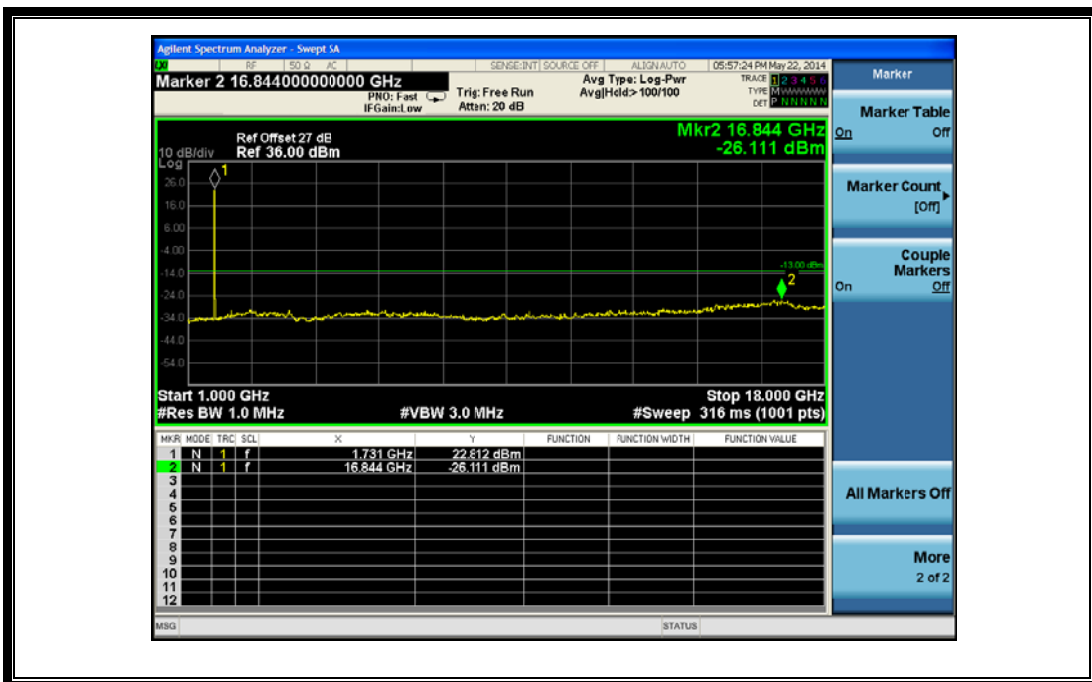 Agilent Spectrum Analyzer - Swept SA
LXI RF 50 Ω AC SENSE:INT SOURCE OFF ALIGN AUTO 05:57:24 PM May 22, 2014
Marker 2 16.844000000000 GHz
PNO: Fast
IFGain:Low
Trig: Free Run
Atten: 20 dB
Avg Type: Log-Pwr
Avg|Hold:> 100/100
TRACE 1 2 3 4 5 6
TYPE M
DET P N N N N N
Ref Offset 27 dB
10 dB/div Ref 36.00 dBm
Log
Mkr2 16.844 GHz
-26.111 dBm
26.0
16.0
6.00
-4.00
-14.0
-24.0
-34.0
-44.0
-54.0
1
-13.00 dBm
2
Start 1.000 GHz Stop 18.000 GHz
#Res BW 1.0 MHz #VBW 3.0 MHz #Sweep 316 ms (1001 pts)
MKR MODE TRC SCL X Y FUNCTION FUNCTION WIDTH FUNCTION VALUE
1 N 1 f 1.731 GHz 22.812 dBm
2 N 1 f 16.844 GHz -26.111 dBm
3
4
5
6
7
8
9
10
11
12
MSG STATUS
Marker
Marker Table
On Off
Marker Count
[Off]
Couple
Markers
On Off
All Markers Off
More
2 of 2